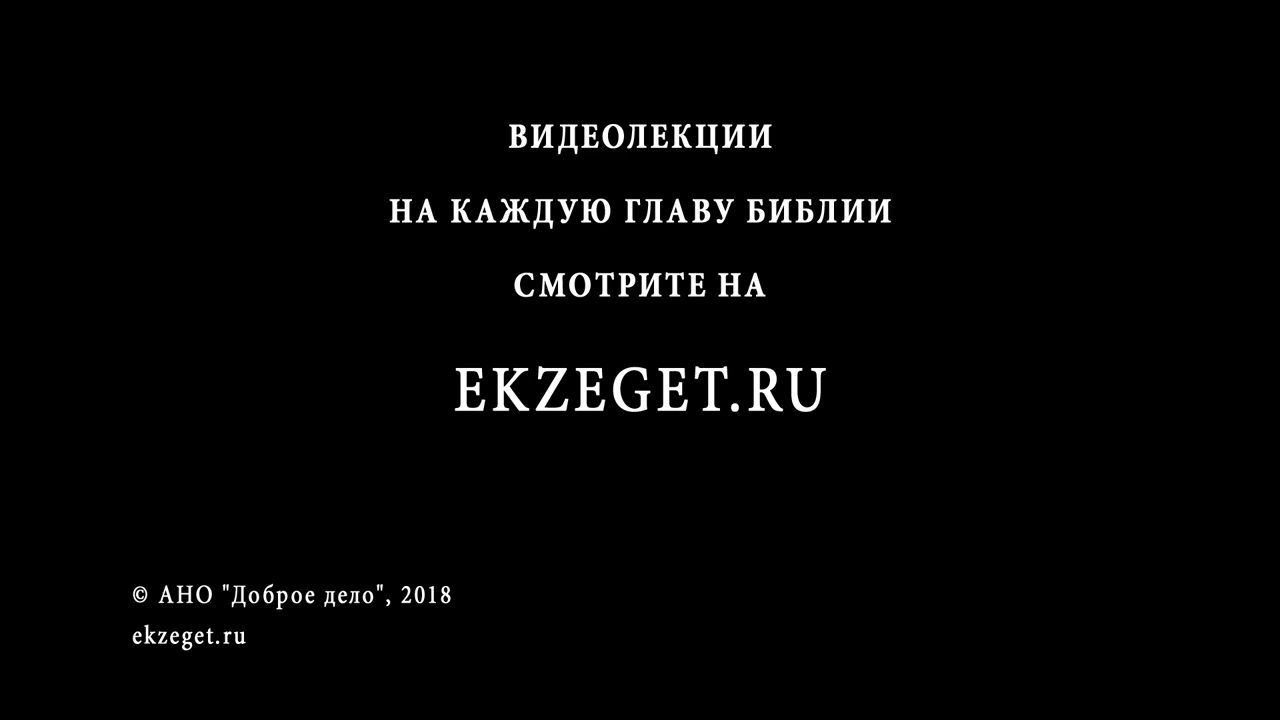 ВИДЕОЛЕКЦИИ
НА КАЖДУЮ ГЛАВУ БИБЛИИ
СМОТРИТЕ НА
EKZEGET.RU
© АНО "Доброе дело", 2018
ekzeget.ru